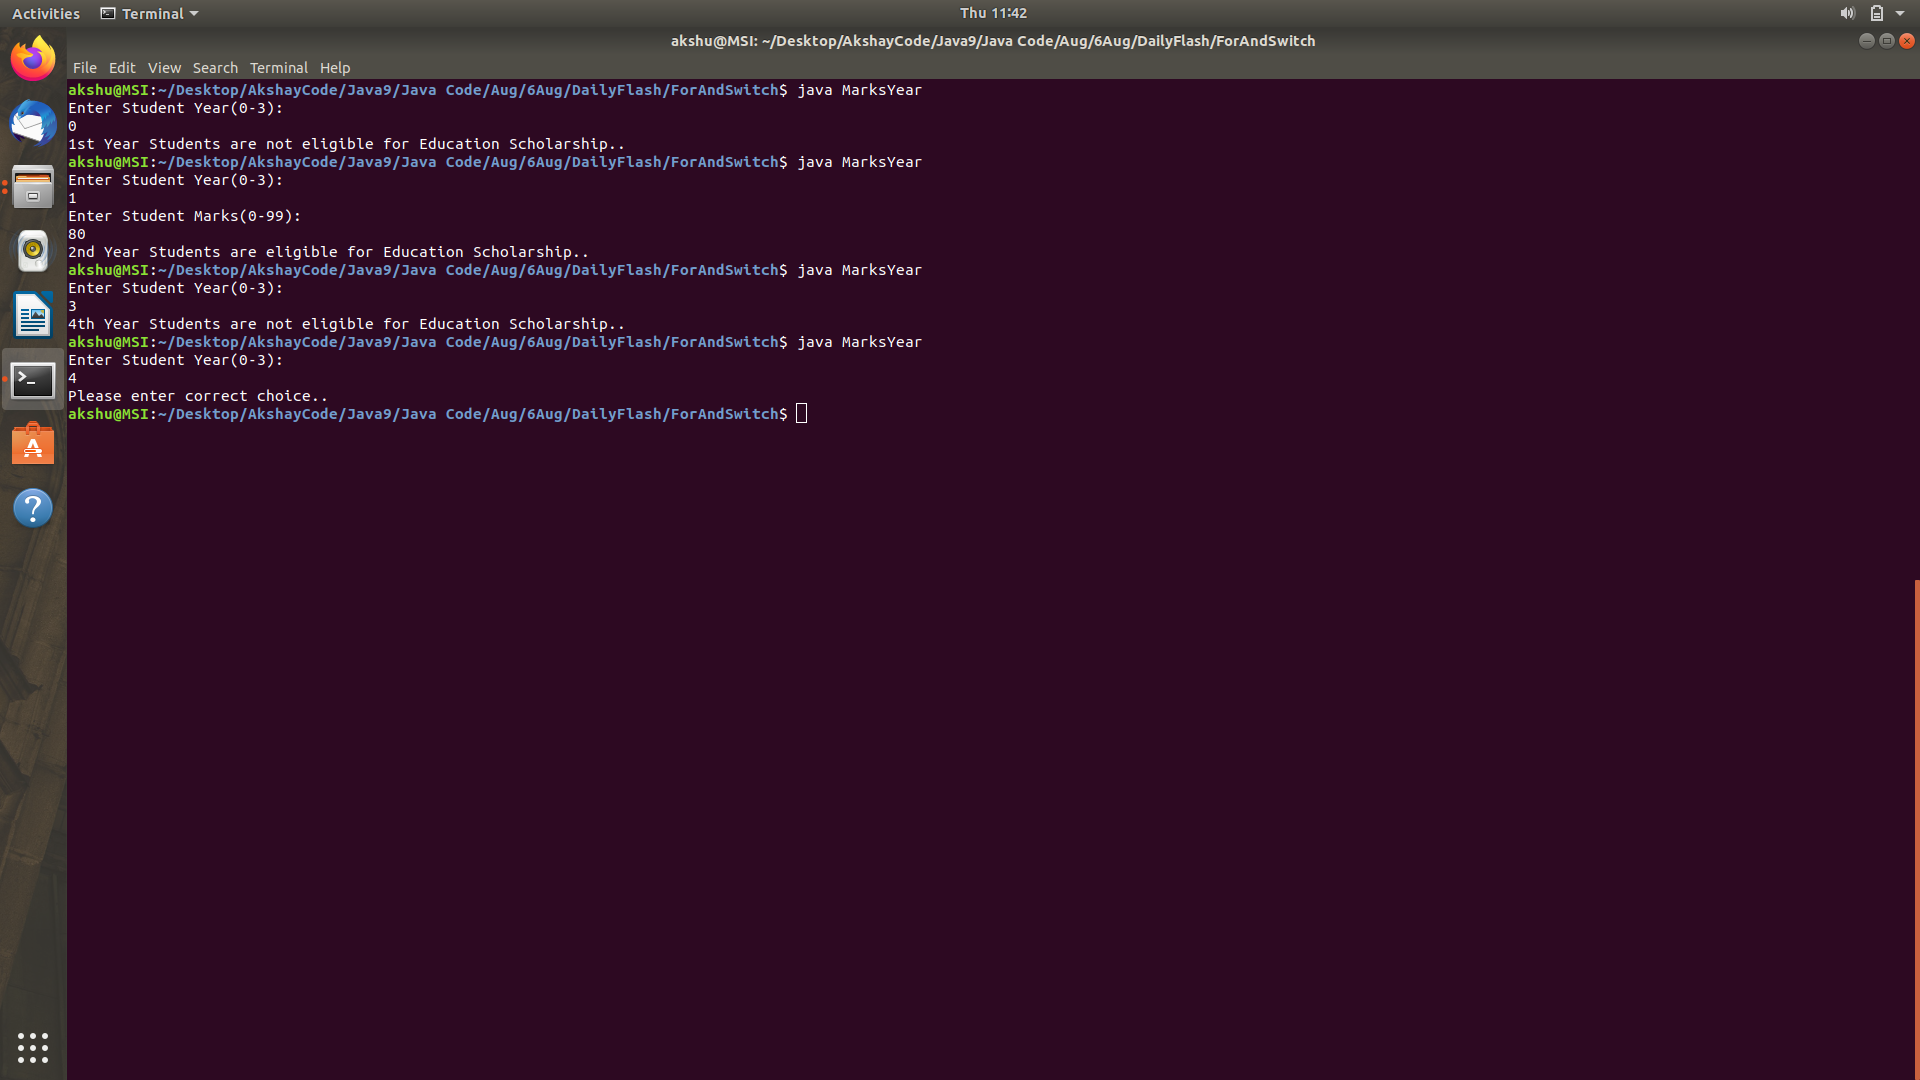 Activities Terminal Thu 11:42
akshu@MSI: ~/Desktop/AkshayCode/Java9/Java Code/Aug/6Aug/DailyFlash/ForAndSwitch
File Edit View Search Terminal Help
akshu@MSI:~/Desktop/AkshayCode/Java9/Java Code/Aug/6Aug/DailyFlash/ForAndSwitch$ java MarksYear
Enter Student Year(0-3):
0
1st Year Students are not eligible for Education Scholarship..
akshu@MSI:~/Desktop/AkshayCode/Java9/Java Code/Aug/6Aug/DailyFlash/ForAndSwitch$ java MarksYear
Enter Student Year(0-3):
1
Enter Student Marks(0-99):
80
2nd Year Students are eligible for Education Scholarship..
akshu@MSI:~/Desktop/AkshayCode/Java9/Java Code/Aug/6Aug/DailyFlash/ForAndSwitch$ java MarksYear
Enter Student Year(0-3):
3
4th Year Students are not eligible for Education Scholarship..
akshu@MSI:~/Desktop/AkshayCode/Java9/Java Code/Aug/6Aug/DailyFlash/ForAndSwitch$ java MarksYear
Enter Student Year(0-3):
4
Please enter correct choice..
akshu@MSI:~/Desktop/AkshayCode/Java9/Java Code/Aug/6Aug/DailyFlash/ForAndSwitch$